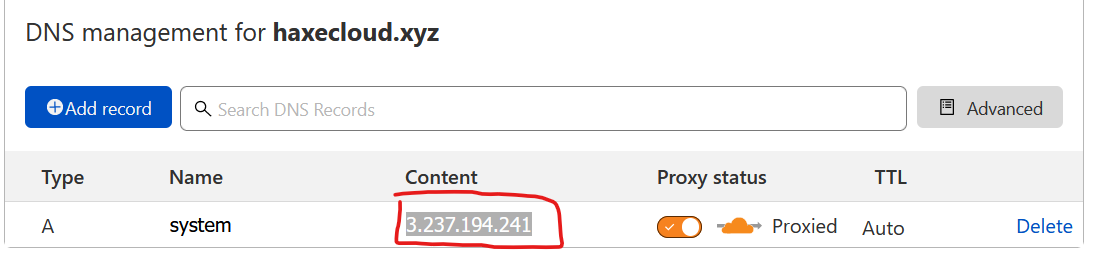 DNS management for haxecloud.xyz
Add record
Search DNS Records
Advanced
Type Name Content Proxy status TTL
A system 3.237.194.241 Proxied Auto Delete